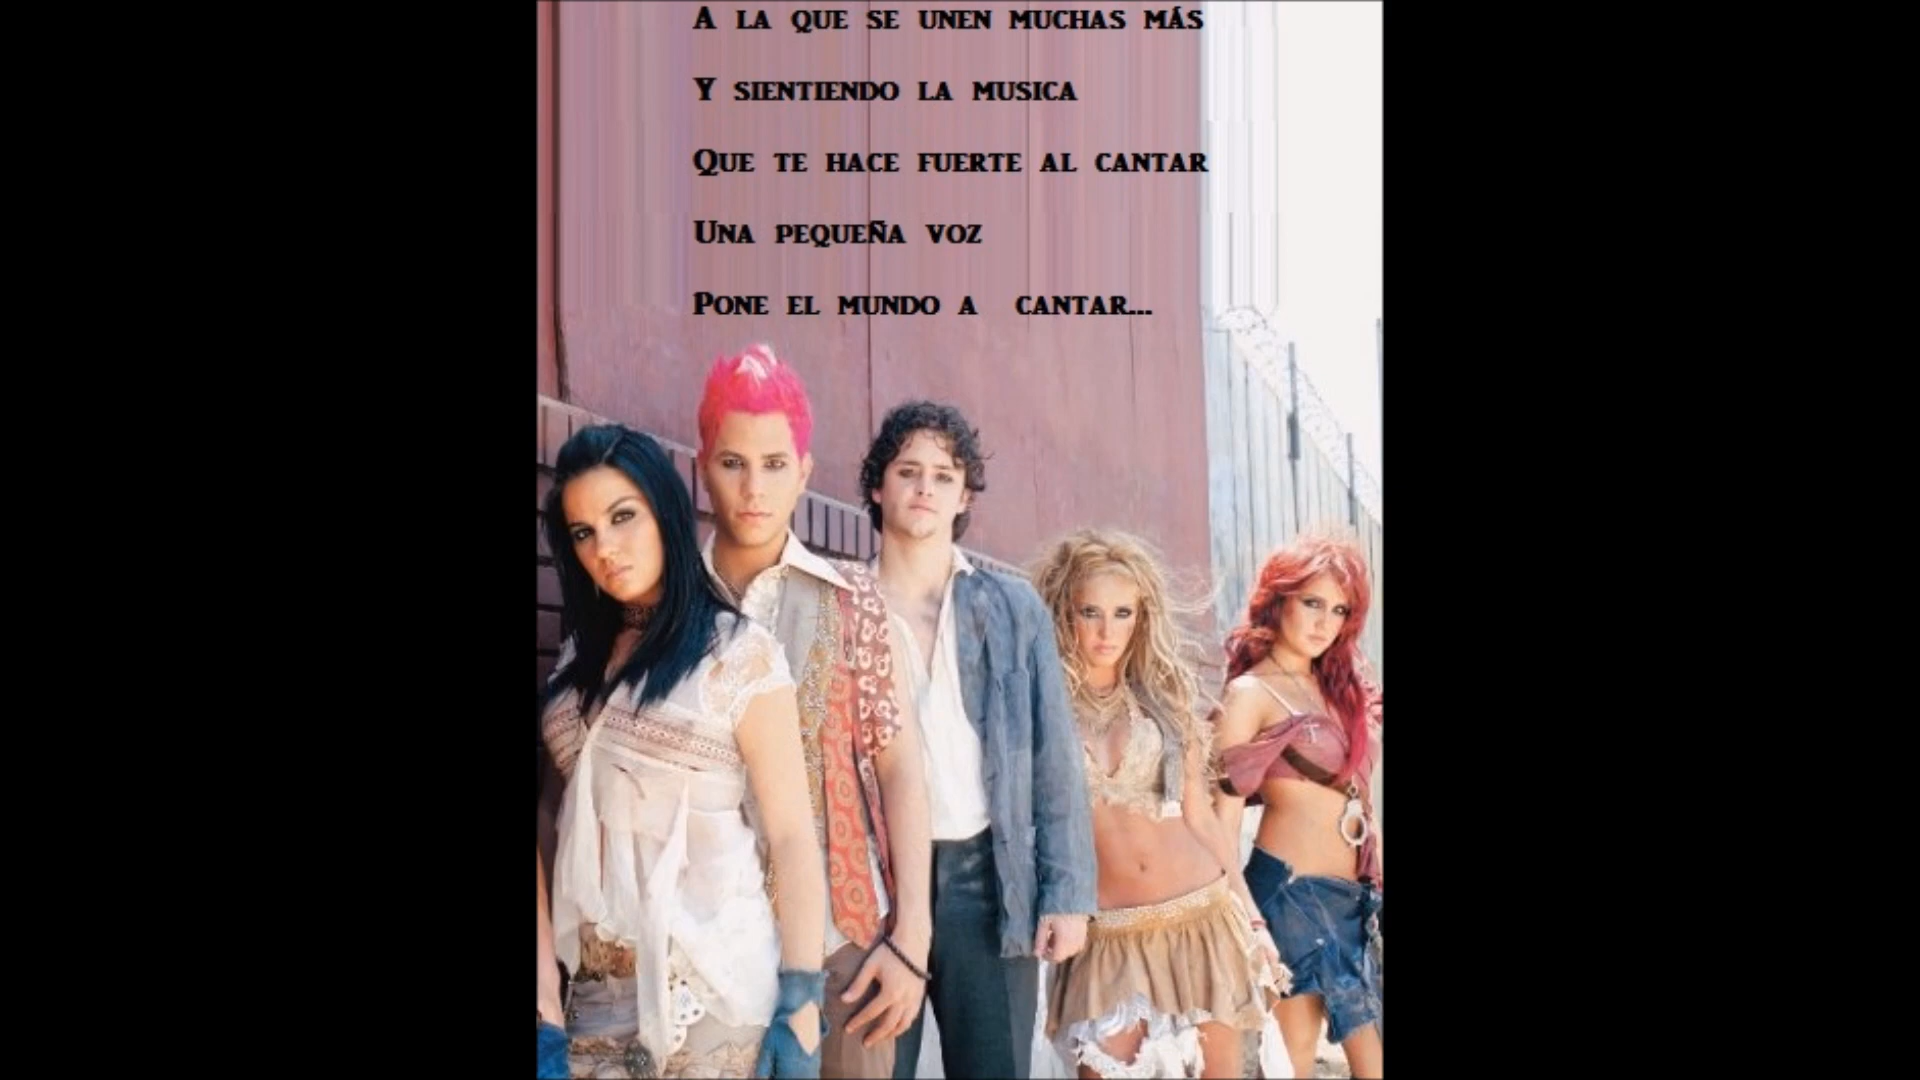 A la que se unen muchas más
Y sientiendo la musica
Que te hace fuerte al cantar
Una pequeña voz
Pone el mundo a cantar...